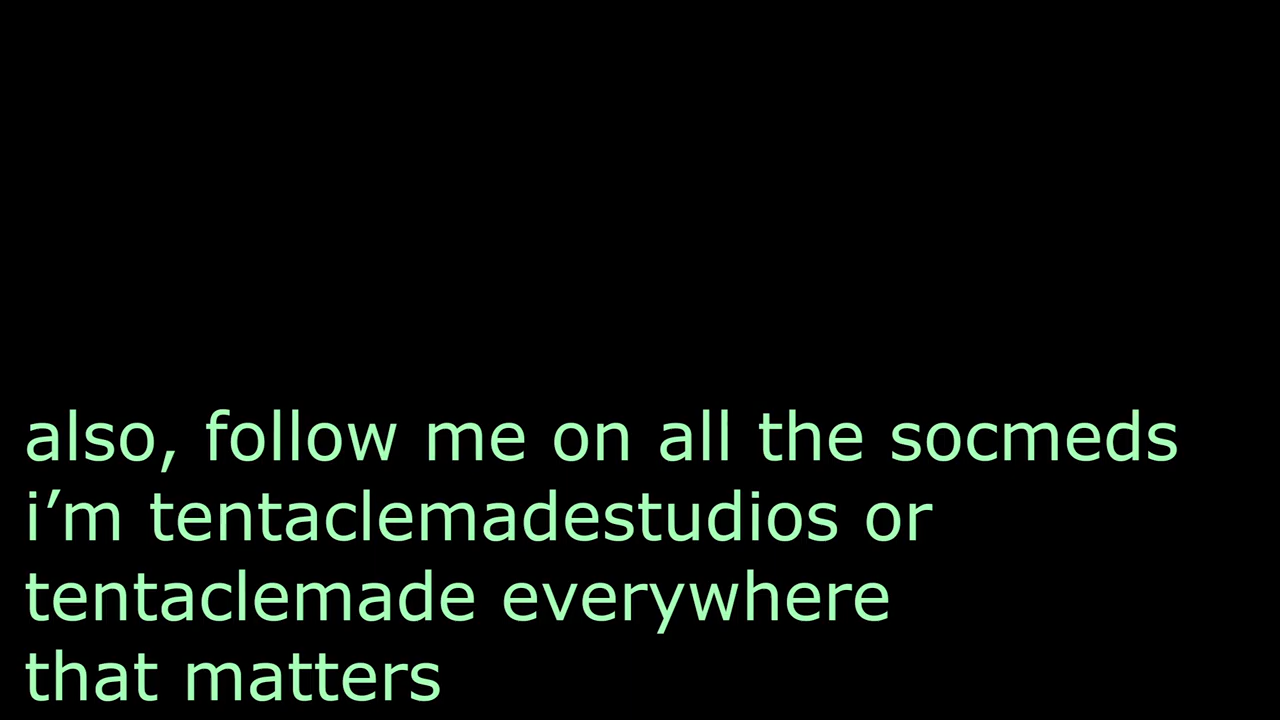 also, follow me on all the socmeds
i’m tentaclemadestudios or
tentaclemade everywhere
that matters